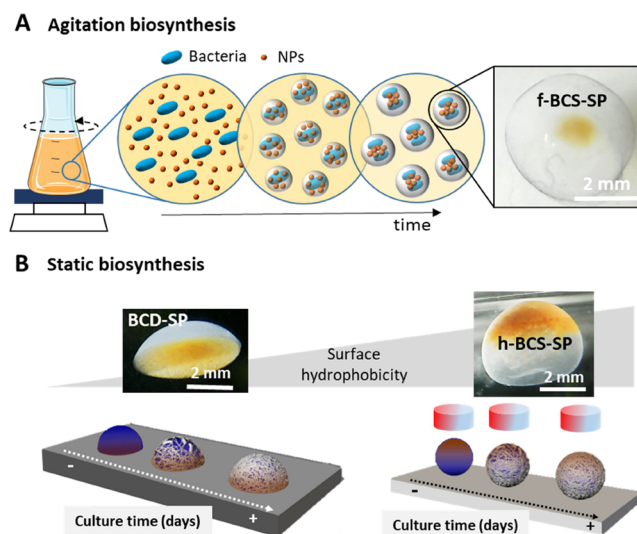 A Agitation biosynthesis
Bacteria NPs
f-BCS-SP
2 mm
time
B Static biosynthesis
BCD-SP
2 mm
Surface
hydrophobicity
h-BCS-SP
2 mm
-
+
Culture time (days)
-
+
Culture time (days)